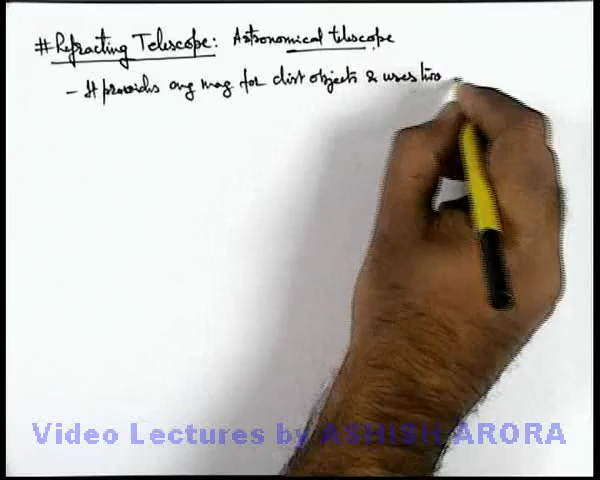 # Refracting Telescope: Astronomical telescope
- It provides ang mag for dist objects & uses two
Video Lectures by ASHISH ARORA